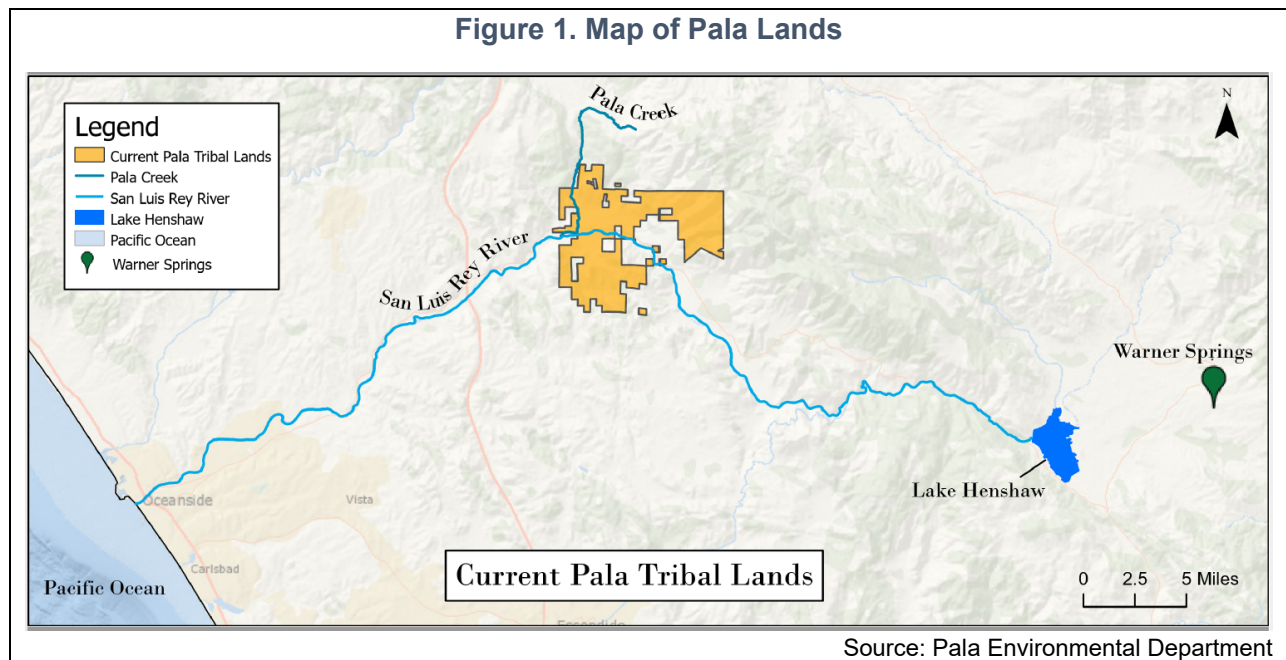 Figure 1. Map of Pala Lands
Legend
Current Pala Tribal Lands
Pala Creek
San Luis Rey River
Lake Henshaw
Pacific Ocean
Warner Springs
Pala Creek
N
San Luis Rey River
Warner Springs
Lake Henshaw
Oceanside
Vista
Carlsbad
Pacific Ocean
Current Pala Tribal Lands
0 2.5 5 Miles
Source: Pala Environmental Department